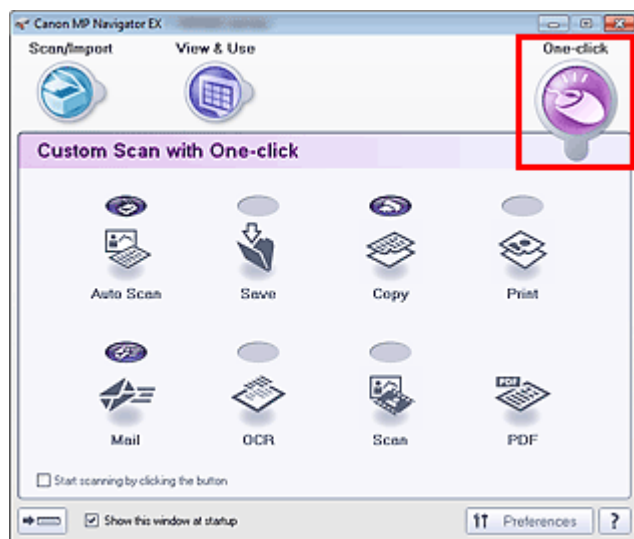 Canon MP Navigator EX
Scan/Import View & Use One-click
Custom Scan with One-click
Auto Scan Save Copy Print
PDF
Mail OCR Scan PDF
Start scanning by clicking the button
Show this window at startup Preferences ?